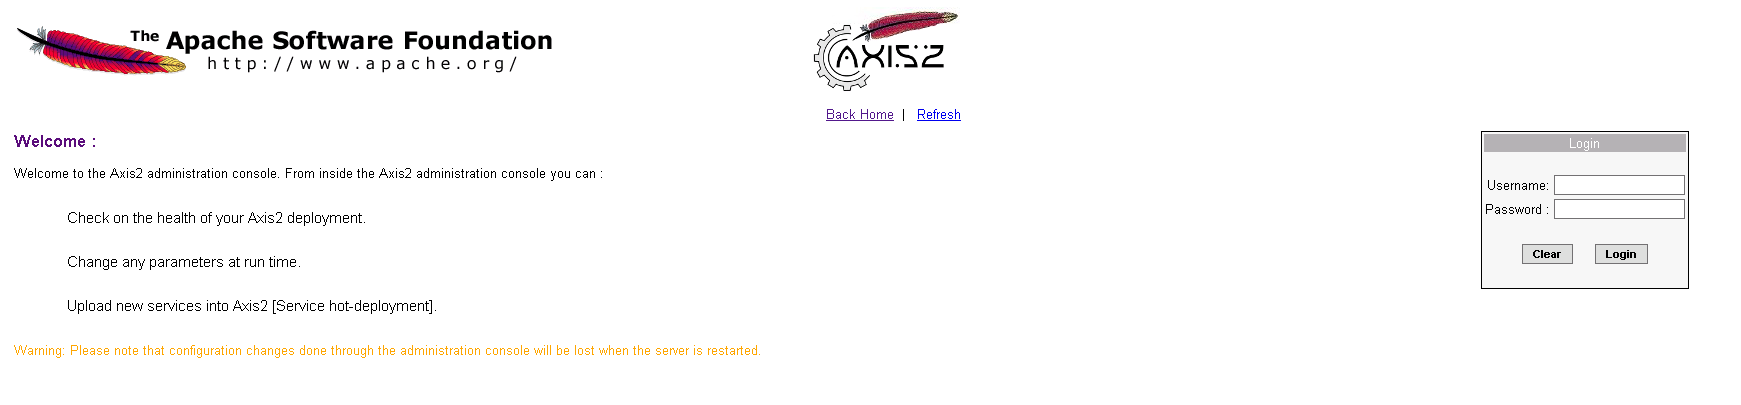 The Apache Software Foundation
http://www.apache.org/
AXIS2
Back Home | Refresh
Welcome :
Welcome to the Axis2 administration console. From inside the Axis2 administration console you can :
Check on the health of your Axis2 deployment.
Change any parameters at run time.
Upload new services into Axis2 [Service hot-deployment].
Warning: Please note that configuration changes done through the administration console will be lost when the server is restarted.
Login
Username:
Password :
Clear Login